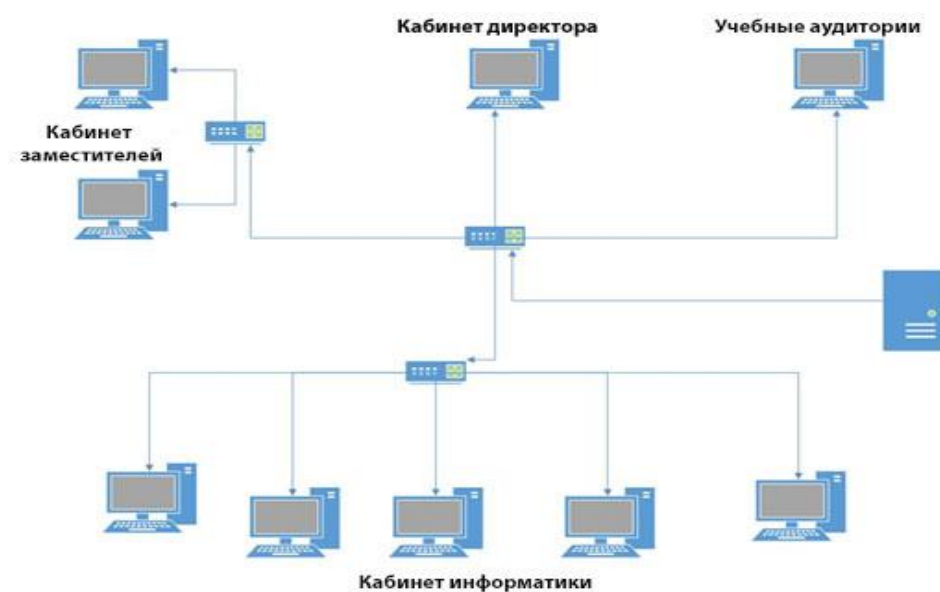 Кабинет директора
Учебные аудитории
Кабинет
заместителей
Кабинет информатики